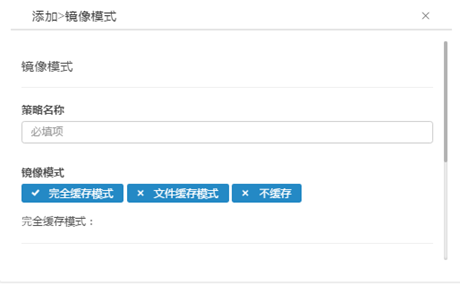 添加>镜像模式
镜像模式
策略名称
必填项
镜像模式
完全缓存模式 文件缓存模式 不缓存
完全缓存模式：